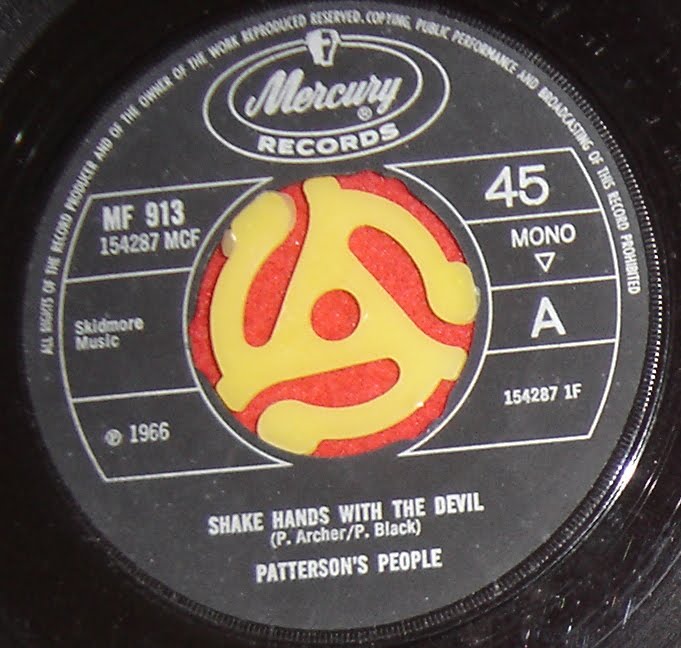 ALL RIGHTS OF THE RECORD PRODUCER AND OF THE OWNER OF THE WORK REPRODUCED RESERVED. COPYING, PUBLIC PERFORMANCE AND BROADCASTING OF THIS RECORD PROHIBITED
Mercury ®
RECORDS
MF 913
154287 MCF
45
MONO
▽
A
Skidmore
Music
154287 1F
℗ 1966
SHAKE HANDS WITH THE DEVIL
(P. Archer/P. Black)
PATTERSON'S PEOPLE